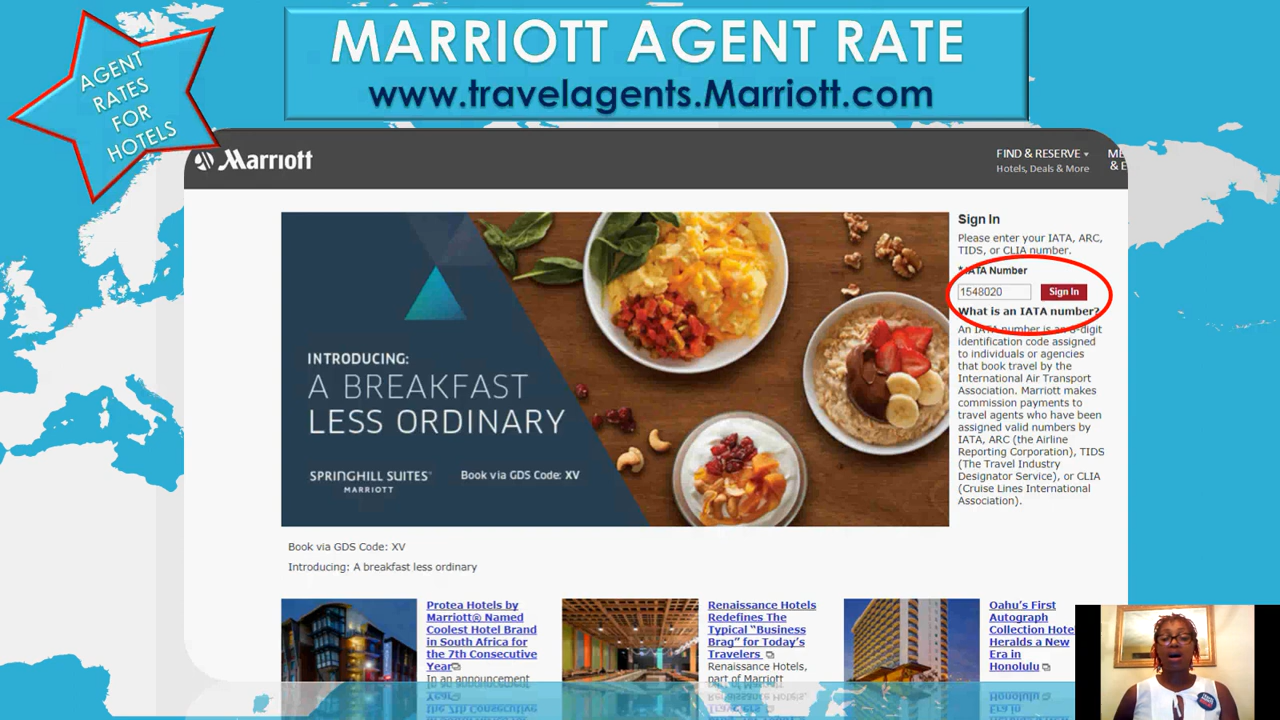 MARRIOTT AGENT RATE
www.travelagents.Marriott.com
AGENT
RATES
FOR
HOTELS
Marriott
FIND & RESERVE
Hotels, Deals & More
ME
& E
INTRODUCING:
A BREAKFAST
LESS ORDINARY
SPRINGHILL SUITES
MARRIOTT
Book via GDS Code: XV
Sign In
Please enter your IATA, ARC,
TIDS, or CLIA number.
*IATA Number
1548020
Sign In
What is an IATA number?
An IATA number is an 8-digit
identification code assigned
to individuals or agencies
that book travel by the
International Air Transport
Association. Marriott makes
commission payments to
travel agents who have been
assigned valid numbers by
IATA, ARC (the Airline
Reporting Corporation), TIDS
(The Travel Industry
Designator Service), or CLIA
(Cruise Lines International
Association).
Book via GDS Code: XV
Introducing: A breakfast less ordinary
Protea Hotels by
Marriott® Named
Coolest Hotel Brand
in South Africa for
the 7th Consecutive
Year
In an announcement
Renaissance Hotels
Redefines The
Typical “Business
Brag” for Today’s
Travelers
Renaissance Hotels,
part of Marriott
Oahu’s First
Autograph
Collection Hote
Heralds a New
Era in
Honolulu